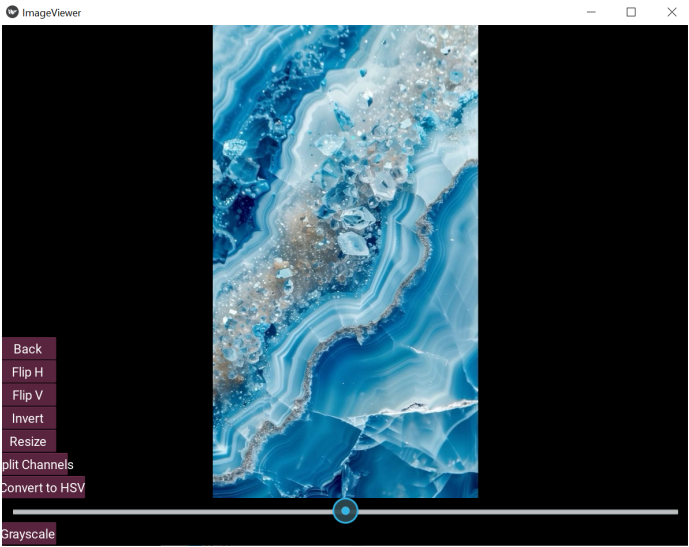 ImageViewer
Back
Flip H
Flip V
Invert
Resize
plit Channels
Convert to HSV
Grayscale